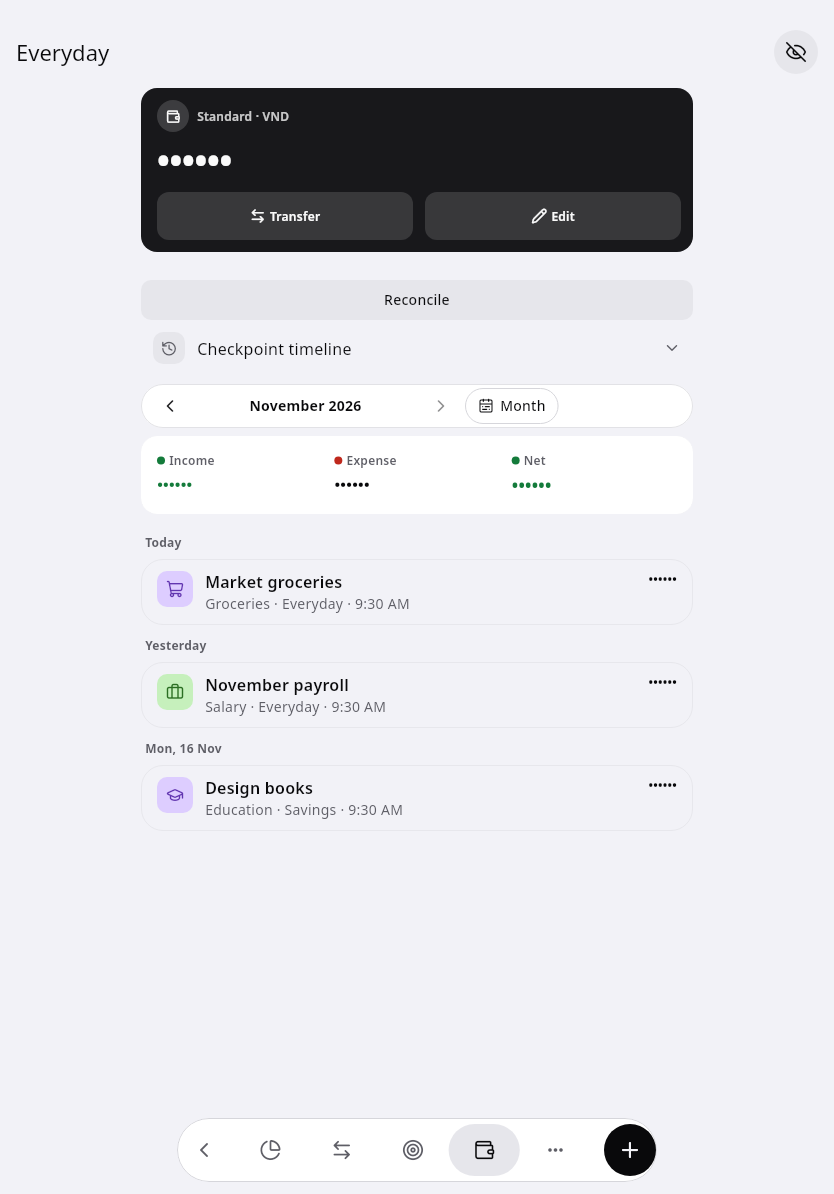 Everyday
Standard · VND
••••••
Transfer
Edit
Reconcile
Checkpoint timeline
November 2026
Month
Income
Expense
Net
••••••
••••••
••••••
Today
Market groceries
••••••
Groceries · Everyday · 9:30 AM
Yesterday
November payroll
••••••
Salary · Everyday · 9:30 AM
Mon, 16 Nov
Design books
••••••
Education · Savings · 9:30 AM